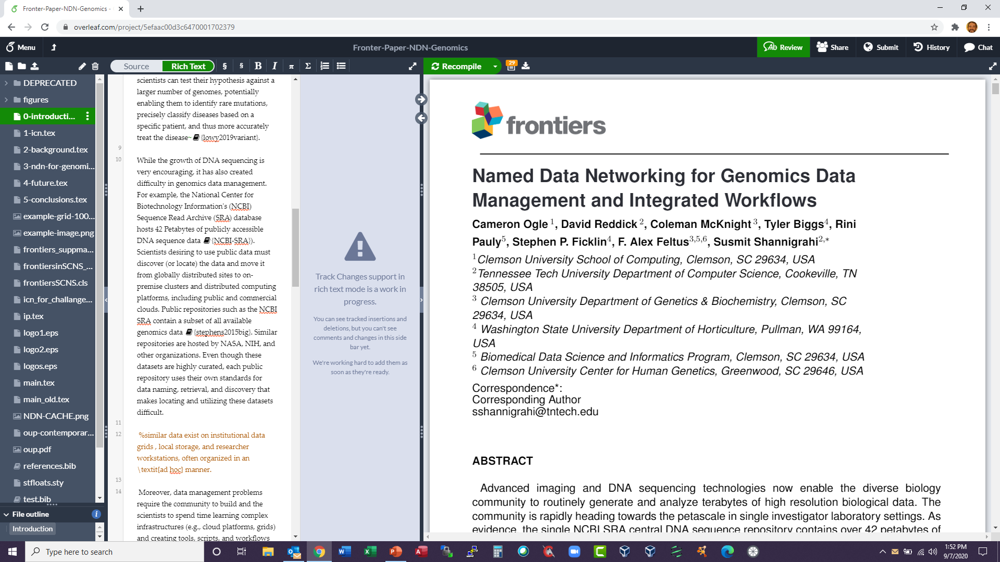 Fronter-Paper-NDN-Genomics -
overleaf.com/project/5efaac00d3c6470001702379
Menu
Fronter-Paper-NDN-Genomics
Review
Share
Submit
History
Chat
Source
Rich Text
§
§
B
I
π
Σ
Recompile
29
DEPRECATED
figures
0-introducti...
1-icn.tex
2-background.tex
3-ndn-for-genomi...
4-future.tex
5-conclusions.tex
example-grid-100...
example-image.png
frontiers_suppma...
frontiersinSCNS_...
frontiersSCNS.cls
icn_for_challange...
ip.tex
logo1.eps
logo2.eps
logos.eps
main.tex
main_old.tex
NDN-CACHE.png
oup-contemporar...
oup.pdf
references.bib
stfloats.sty
test.bib
File outline
Introduction
scientists can test their hypothesis against a
larger number of genomes, potentially
enabling them to identify rare mutations,
precisely classify diseases based on a
specific patient, and thus more accurately
treat the disease~ {lowy2019variant}.
9
10 While the growth of DNA sequencing is
very encouraging, it has also created
difficulty in genomics data management.
For example, the National Center for
Biotechnology Information's (NCBI)
Sequence Read Archive (SRA) database
hosts 42 Petabytes of publicly accessible
DNA sequence data {NCBI-SRA}).
Scientists desiring to use public data must
discover (or locate) the data and move it
from globally distributed sites to on-
premise clusters and distributed computing
platforms, including public and commercial
clouds. Public repositories such as the NCBI
SRA contain a subset of all available
genomics data {stephens2015big}. Similar
repositories are hosted by NASA, NIH, and
other organizations. Even though these
datasets are highly curated, each public
repository uses their own standards for
data naming, retrieval, and discovery that
makes locating and utilizing these datasets
difficult.
11
12 %similar data exist on institutional data
grids , local storage, and researcher
workstations, often organized in an
\textit{ad hoc} manner.
13
14 Moreover, data management problems
require the community to build and the
scientists to spend time learning complex
infrastructures (e.g., cloud platforms, grids)
and creating tools, scripts, and workflows
Track Changes support in
rich text mode is a work in
progress.
You can see tracked insertions and
deletions, but you can't see
comments and changes in this side
bar yet.
We're working hard to add them as
soon as they're ready.
frontiers
Named Data Networking for Genomics Data
Management and Integrated Workflows
Cameron Ogle 1, David Reddick 2, Coleman McKnight 3, Tyler Biggs4, Rini
Pauly5, Stephen P. Ficklin4, F. Alex Feltus3,5,6, Susmit Shannigrahi2,*
1Clemson University School of Computing, Clemson, SC 29634, USA
2Tennessee Tech University Department of Computer Science, Cookeville, TN
38505, USA
3 Clemson University Department of Genetics & Biochemistry, Clemson, SC
29634, USA
4 Washington State University Department of Horticulture, Pullman, WA 99164,
USA
5 Biomedical Data Science and Informatics Program, Clemson, SC 29634, USA
6 Clemson University Center for Human Genetics, Greenwood, SC 29646, USA
Correspondence*:
Corresponding Author
sshannigrahi@tntech.edu
ABSTRACT
Advanced imaging and DNA sequencing technologies now enable the diverse biology
community to routinely generate and analyze terabytes of high resolution biological data. The
community is rapidly heading towards the petascale in single investigator laboratory settings. As
evidence, the single NCBI SRA central DNA sequence repository contains over 42 petabytes of
Type here to search
1:52 PM
9/7/2020